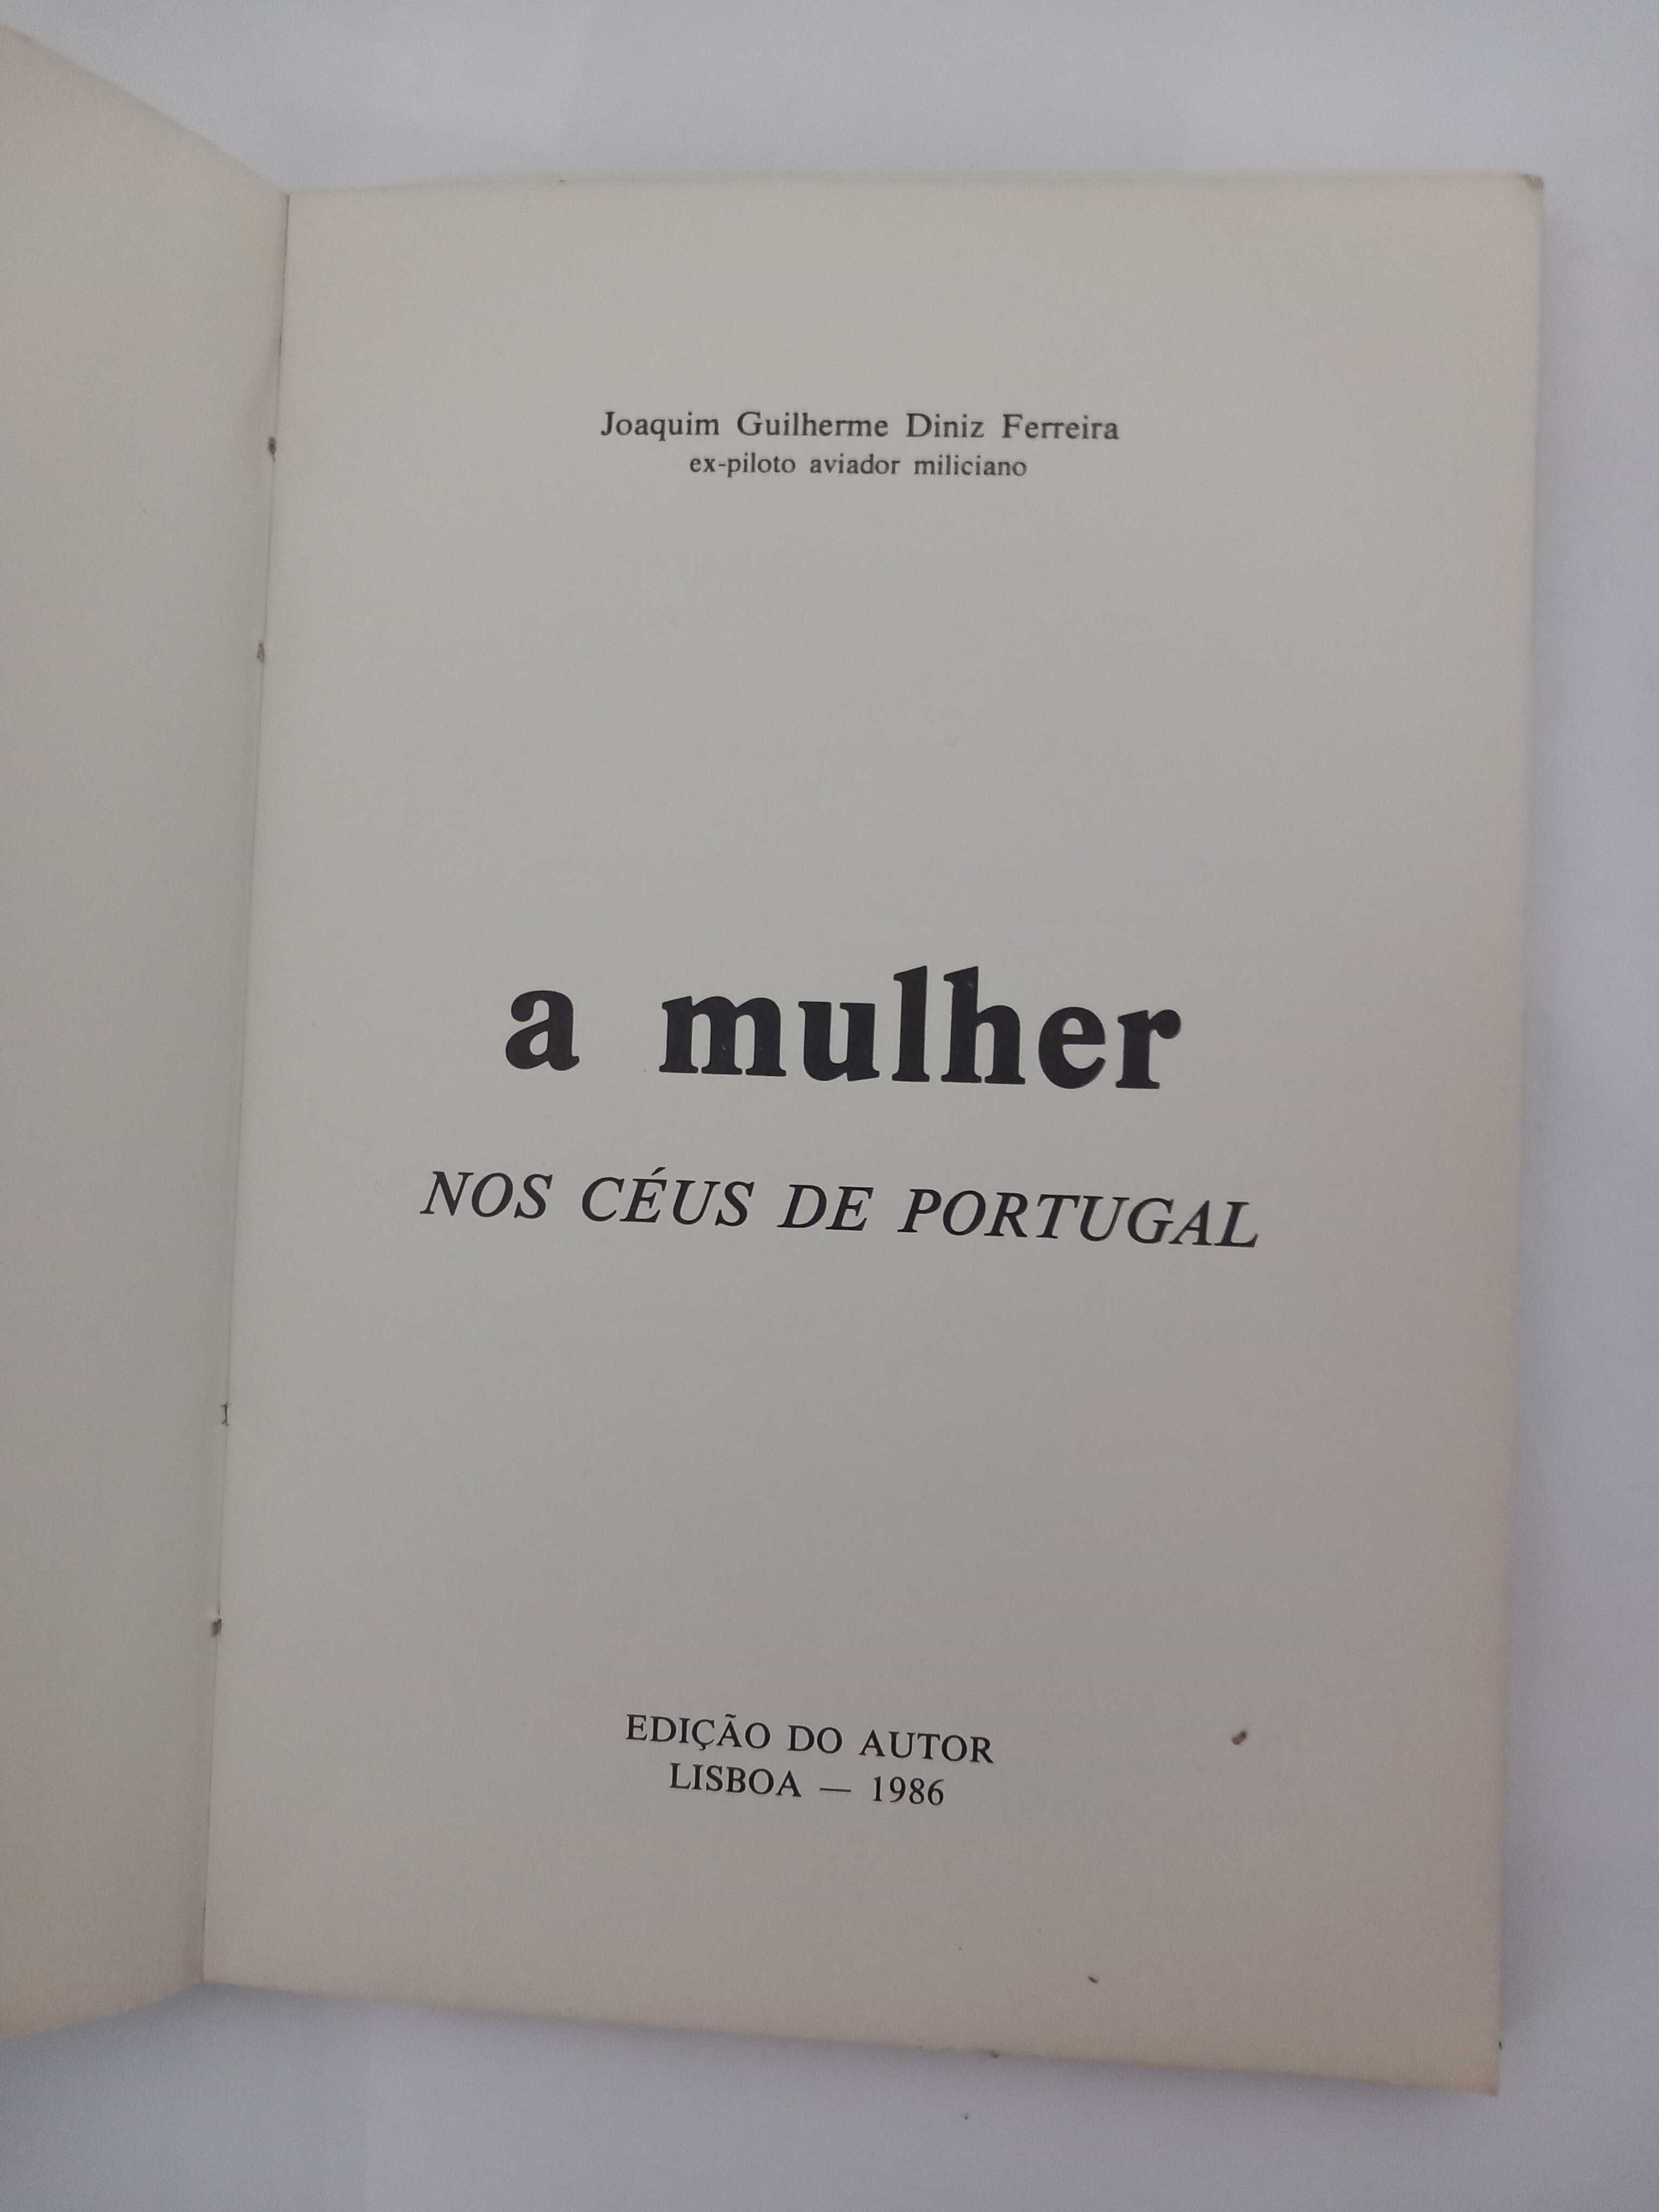 Joaquim Guilherme Diniz Ferreira
ex-piloto aviador miliciano
a mulher
NOS CÉUS DE PORTUGAL
EDIÇÃO DO AUTOR
LISBOA — 1986